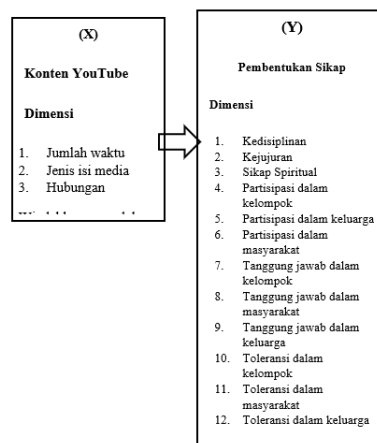 (X)
Konten YouTube
Dimensi
1. Jumlah waktu
2. Jenis isi media
3. Hubungan
(Y)
Pembentukan Sikap
Dimensi
1. Kedisiplinan
2. Kejujuran
3. Sikap Spiritual
4. Partisipasi dalam
kelompok
5. Partisipasi dalam keluarga
6. Partisipasi dalam
masyarakat
7. Tanggung jawab dalam
kelompok
8. Tanggung jawab dalam
masyarakat
9. Tanggung jawab dalam
keluarga
10. Toleransi dalam
kelompok
11. Toleransi dalam
masyarakat
12. Toleransi dalam keluarga